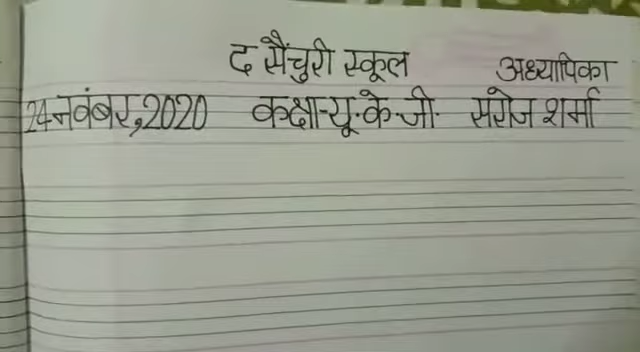 द सैंचुरी स्कूल अध्यापिका
24 नवंबर,2020 कक्षा-यू·के·जी· सरोज शर्मा